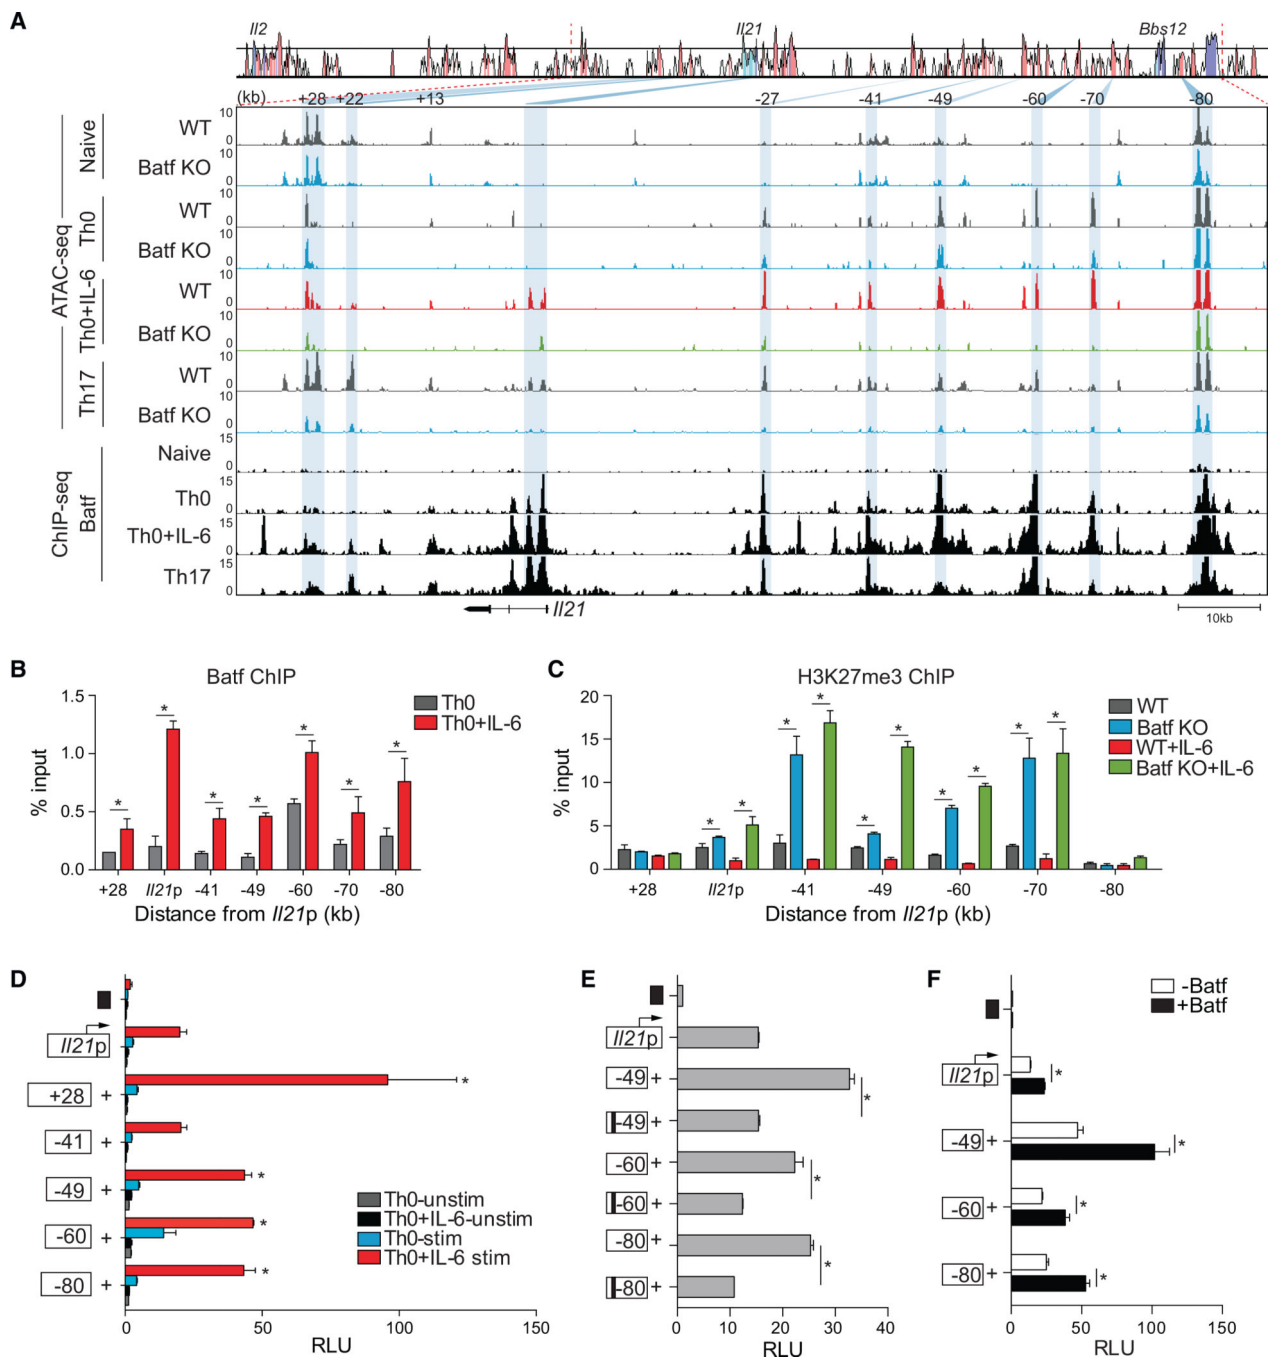 A
Il2 Il21 Bbs12
(kb) +28 +22 +13 -27 -41 -49 -60 -70 -80
ATAC-seq
Naive
WT
10
0
Batf KO
10
0
Th0
WT
10
0
Batf KO
10
0
Th0+IL-6
WT
10
0
Batf KO
10
0
Th17
WT
10
0
Batf KO
10
0
ChIP-seq
Batf
Naive
15
0
Th0
15
0
Th0+IL-6
15
0
Th17
15
0
Il21
10kb
B
Batf ChIP
Th0
Th0+IL-6
% input
1.5
1.0
0.5
0.0
* * * * * * *
+28 Il21p -41 -49 -60 -70 -80
Distance from Il21p (kb)
C
H3K27me3 ChIP
WT
Batf KO
WT+IL-6
Batf KO+IL-6
% input
20
15
10
5
0
* * * * * * * * * *
+28 Il21p -41 -49 -60 -70 -80
Distance from Il21p (kb)
D
Il21p
+28 + *
-41 +
-49 + *
-60 + *
-80 + *
Th0-unstim
Th0+IL-6-unstim
Th0-stim
Th0+IL-6 stim
0 50 100 150
RLU
E
Il21p
-49 +
*
-49 +
-60 +
*
-60 +
-80 +
*
-80 +
0 10 20 30 40
RLU
F
-Batf
+Batf
Il21p *
-49 + *
-60 + *
-80 + *
0 50 100 150
RLU